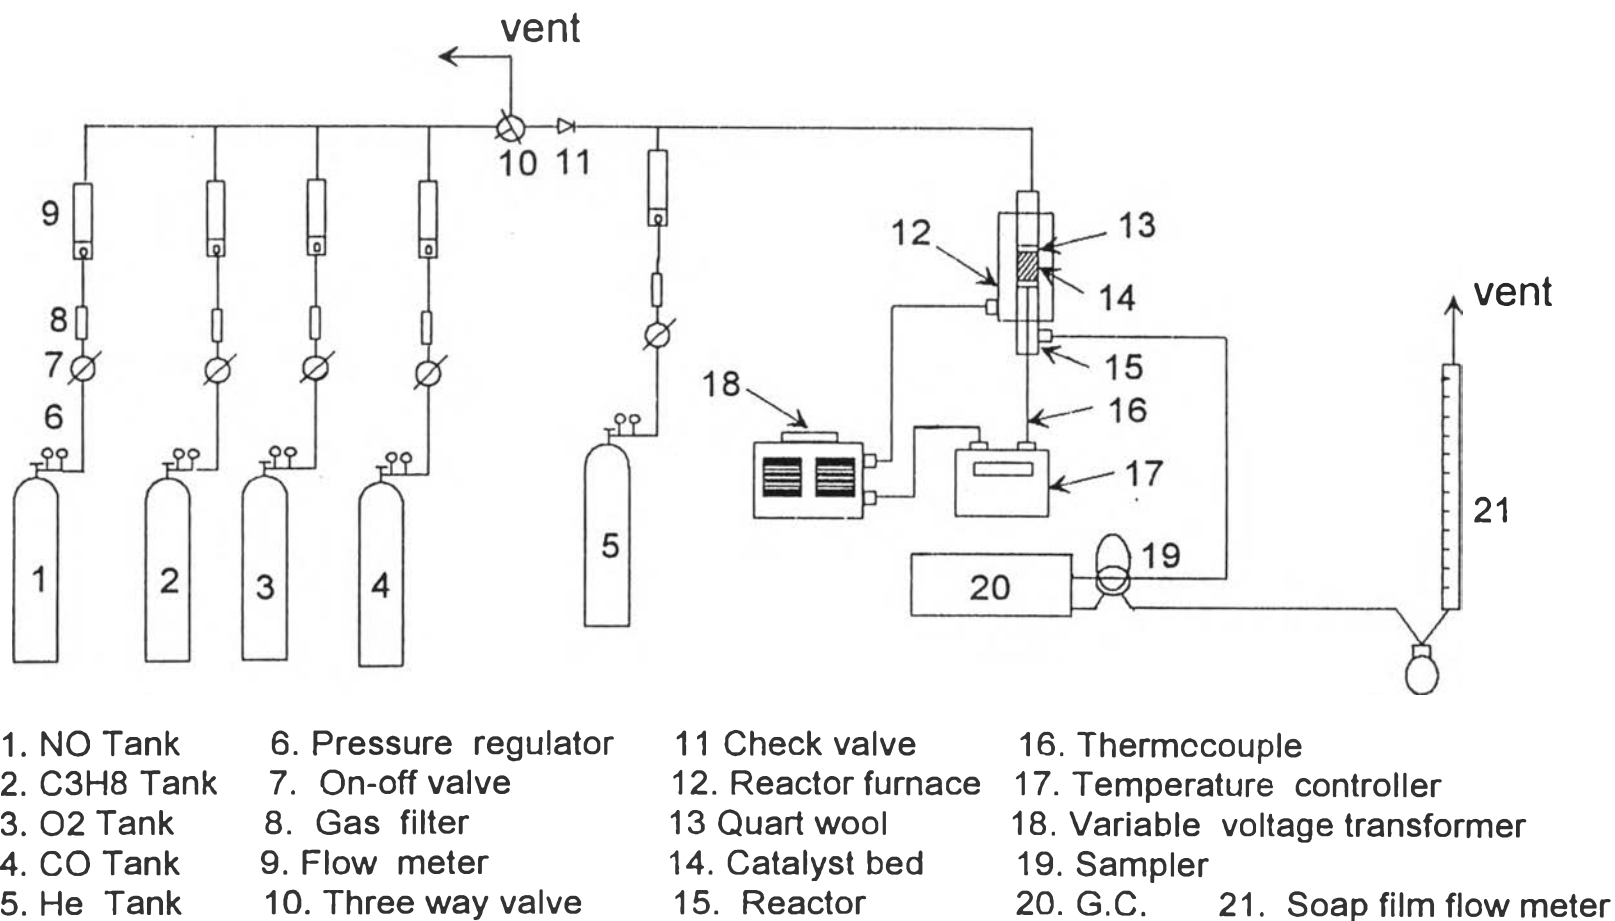 vent
10 11
9
12
13
14
vent
8
7
15
18
6
16
17
21
5
19
1
2
3
4
20
1. NO Tank 6. Pressure regulator 11 Check valve 16. Thermccouple
2. C3H8 Tank 7. On-off valve 12. Reactor furnace 17. Temperature controller
3. O2 Tank 8. Gas filter 13 Quart wool 18. Variable voltage transformer
4. CO Tank 9. Flow meter 14. Catalyst bed 19. Sampler
5. He Tank 10. Three way valve 15. Reactor 20. G.C. 21. Soap film flow meter